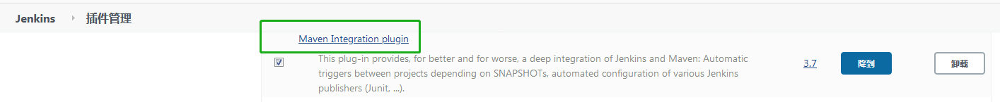 Jenkins 插件管理
Maven Integration plugin
This plug-in provides, for better and for worse, a deep integration of Jenkins and Maven: Automatic
triggers between projects depending on SNAPSHOTs, automated configuration of various Jenkins
publishers (Junit, ...).
3.7
降到
卸载